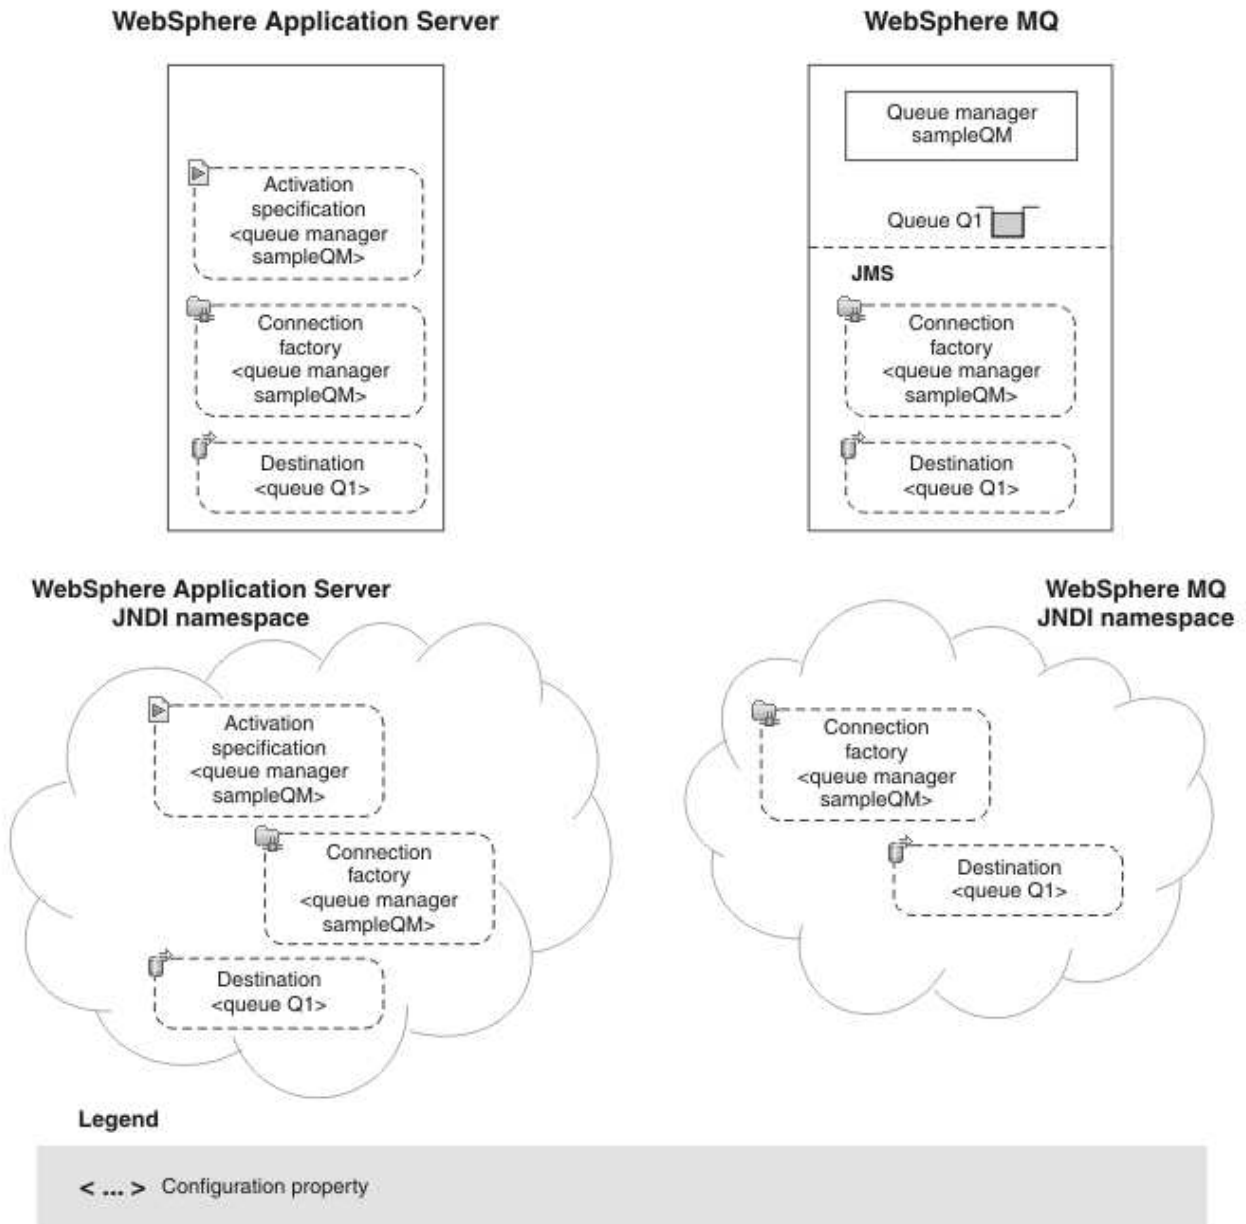 WebSphere Application Server
Activation
specification
<queue manager
sampleQM>
Connection
factory
<queue manager
sampleQM>
Destination
<queue Q1>
WebSphere MQ
Queue manager
sampleQM
Queue Q1
JMS
Connection
factory
<queue manager
sampleQM>
Destination
<queue Q1>
WebSphere Application Server
JNDI namespace
Activation
specification
<queue manager
sampleQM>
Connection
factory
<queue manager
sampleQM>
Destination
<queue Q1>
WebSphere MQ
JNDI namespace
Connection
factory
<queue manager
sampleQM>
Destination
<queue Q1>
Legend
< ... > Configuration property